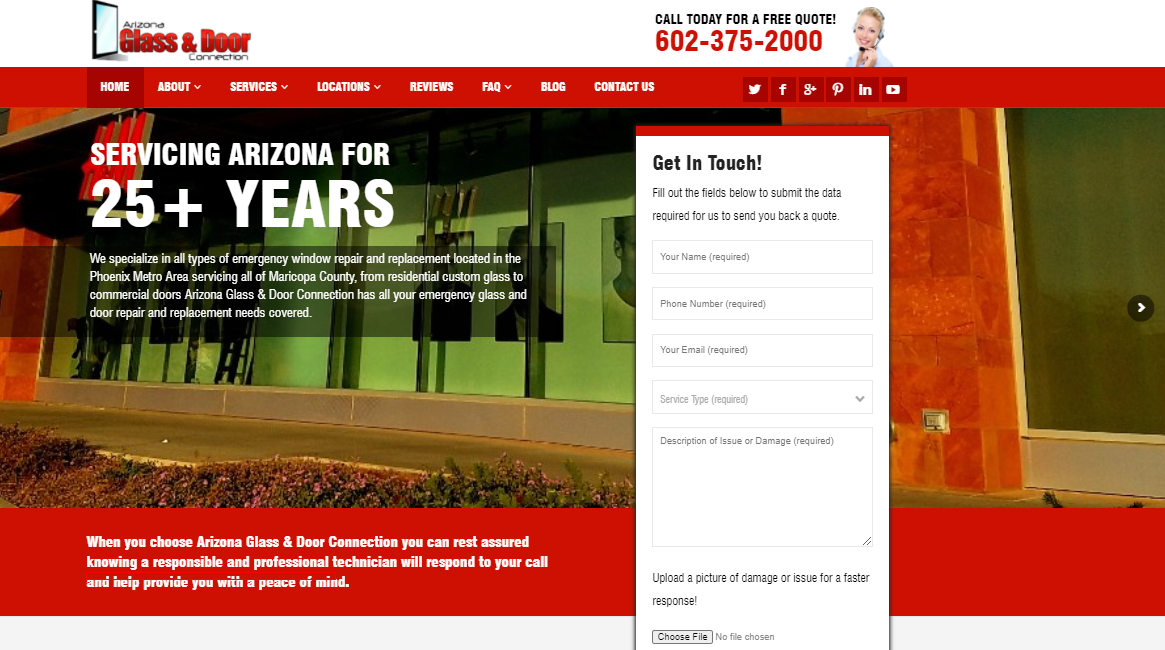 Arizona
Glass & Door
Connection
CALL TODAY FOR A FREE QUOTE!
602-375-2000
HOME ABOUT SERVICES LOCATIONS REVIEWS FAQ BLOG CONTACT US
SERVICING ARIZONA FOR
25+ YEARS
We specialize in all types of emergency window repair and replacement located in the
Phoenix Metro Area servicing all of Maricopa County, from residential custom glass to
commercial doors Arizona Glass & Door Connection has all your emergency glass and
door repair and replacement needs covered.
Get In Touch!
Fill out the fields below to submit the data
required for us to send you back a quote.
Your Name (required)
Phone Number (required)
Your Email (required)
Service Type (required)
Description of Issue or Damage (required)
Upload a picture of damage or issue for a faster
response!
Choose File No file chosen
When you choose Arizona Glass & Door Connection you can rest assured
knowing a responsible and professional technician will respond to your call
and help provide you with a peace of mind.